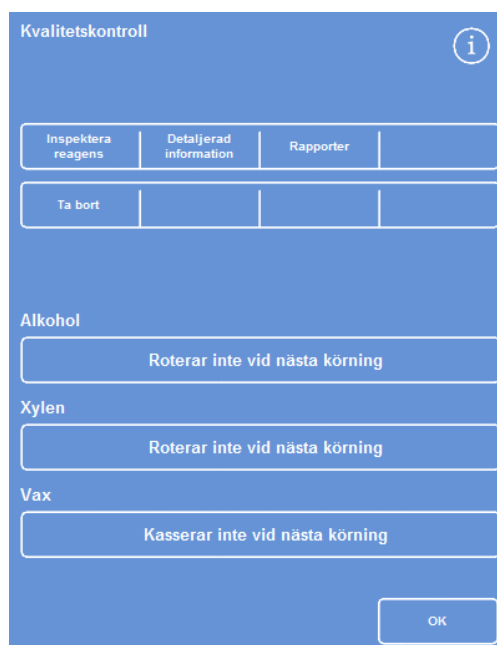 Kvalitetskontroll
i
Inspektera
reagens
Detaljerad
information
Rapporter
Ta bort
Alkohol
Roterar inte vid nästa körning
Xylen
Roterar inte vid nästa körning
Vax
Kasserar inte vid nästa körning
OK